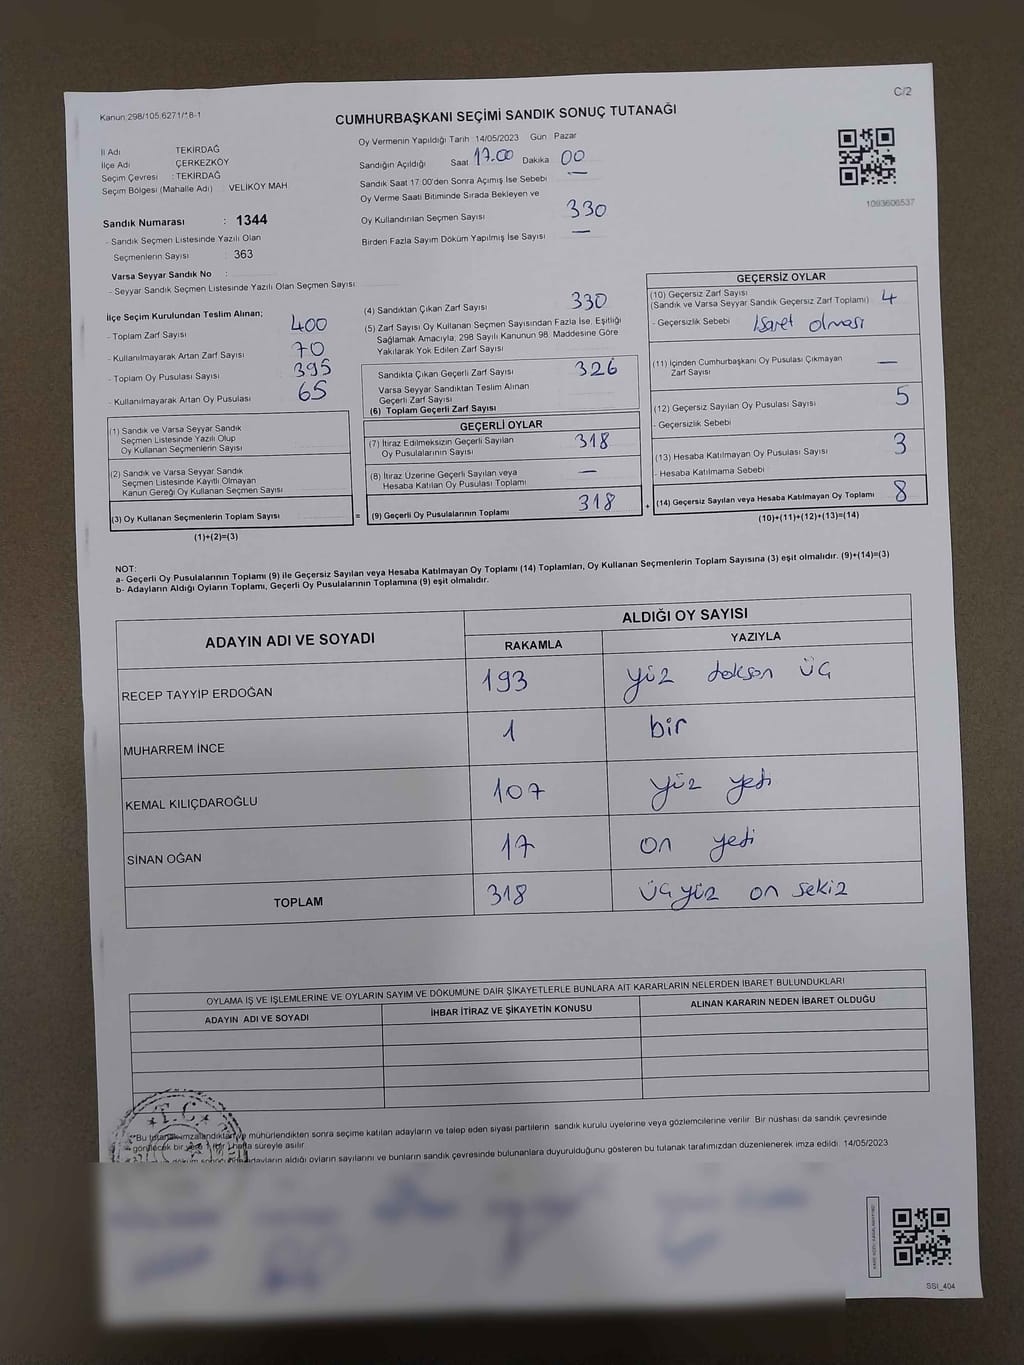 Kanun:298/105:6271/18-1
C/2
CUMHURBAŞKANI SEÇİMİ SANDIK SONUÇ TUTANAĞI
İl Adı TEKİRDAĞ
İlçe Adı ÇERKEZKÖY
Seçim Çevresi : TEKİRDAĞ
Seçim Bölgesi (Mahalle Adı) : VELİKÖY MAH.
Sandık Numarası : 1344
- Sandık Seçmen Listesinde Yazılı Olan
Seçmenlerin Sayısı : 363
Varsa Seyyar Sandık No :
- Seyyar Sandık Seçmen Listesinde Yazılı Olan Seçmen Sayısı:
Oy Vermenin Yapıldığı Tarih 14/05/2023 Gün Pazar
Sandığın Açıldığı Saat 17.00 Dakika 00
Sandık Saat 17:00'den Sonra Açımış İse Sebebi —
Oy Verme Saati Bitiminde Sırada Bekleyen ve
Oy Kullandırılan Seçmen Sayısı 330
Birden Fazla Sayım Döküm Yapılmış İse Sayısı —
1093606537
İlçe Seçim Kurulundan Teslim Alınan;
- Toplam Zarf Sayısı 400
- Kullanılmayarak Artan Zarf Sayısı 70
- Toplam Oy Pusulası Sayısı 395
- Kullanılmayarak Artan Oy Pusulası 65
(4) Sandıktan Çıkan Zarf Sayısı 330
(5) Zarf Sayısı Oy Kullanan Seçmen Sayısından Fazla İse, Eşitliği
Sağlamak Amacıyla, 298 Sayılı Kanunun 98. Maddesine Göre
Yakılarak Yok Edilen Zarf Sayısı
Sandıkta Çıkan Geçerli Zarf Sayısı 326
Varsa Seyyar Sandıktan Teslim Alınan
Geçerli Zarf Sayısı
(6) Toplam Geçerli Zarf Sayısı
GEÇERSİZ OYLAR
(10) Geçersiz Zarf Sayısı
(Sandık ve Varsa Seyyar Sandık Geçersiz Zarf Toplamı) 4
- Geçersizlik Sebebi İşaret olması
(11) İçinden Cumhurbaşkanı Oy Pusulası Çıkmayan
Zarf Sayısı —
(12) Geçersiz Sayılan Oy Pusulası Sayısı 5
- Geçersizlik Sebebi
(13) Hesaba Katılmayan Oy Pusulası Sayısı 3
- Hesaba Katılmama Sebebi
(14) Geçersiz Sayılan veya Hesaba Katılmayan Oy Toplamı 8
(10)+(11)+(12)+(13)=(14)
(1) Sandık ve Varsa Seyyar Sandık
Seçmen Listesinde Yazılı Olup
Oy Kullanan Seçmenlerin Sayısı
(2) Sandık ve Varsa Seyyar Sandık
Seçmen Listesinde Kayıtlı Olmayan
Kanun Gereği Oy Kullanan Seçmen Sayısı
(3) Oy Kullanan Seçmenlerin Toplam Sayısı =
(1)+(2)=(3)
GEÇERLİ OYLAR
(7) İtiraz Edilmeksizin Geçerli Sayılan
Oy Pusulalarının Sayısı 318
(8) İtiraz Uzerine Geçerli Sayılan veya
Hesaba Katılan Oy Pusulası Toplamı —
(9) Geçerli Oy Pusulalarının Toplamı 318 +
NOT:
a- Geçerli Oy Pusulalarının Toplamı (9) ile Geçersiz Sayılan veya Hesaba Katılmayan Oy Toplamı (14) Toplamları, Oy Kullanan Seçmenlerin Toplam Sayısına (3) eşit olmalıdır. (9)+(14)=(3)
b- Adayların Aldığı Oyların Toplamı, Geçerli Oy Pusulalarının Toplamına (9) eşit olmalıdır.
ADAYIN ADI VE SOYADI ALDIĞI OY SAYISI
RAKAMLA YAZIYLA
RECEP TAYYİP ERDOĞAN 193 yüz doksan üç
MUHARREM İNCE 1 bir
KEMAL KILIÇDAROĞLU 107 yüz yedi
SİNAN OĞAN 17 on yedi
TOPLAM 318 üçyüz on sekiz
OYLAMA İŞ VE İŞLEMLERİNE VE OYLARIN SAYIM VE DÖKÜMÜNE DAİR ŞİKAYETLERLE BUNLARA AİT KARARLARIN NELERDEN İBARET BULUNDUKLARI
ADAYIN ADI VE SOYADI İHBAR İTİRAZ VE ŞİKAYETİN KONUSU ALINAN KARARIN NEDEN İBARET OLDUĞU
T.C.
*Bu tutanak imzalandıktan ve mühürlendikten sonra seçime katılan adayların ve talep eden siyasi partilerin sandık kurulu üyelerine veya gözlemcilerine verilir. Bir nüshası da sandık çevresinde
görülecek bir yere 1 hafta süreyle asılır.
adayların aldığı oyların sayılarını ve bunların sandık çevresinde bulunanlara duyurulduğunu gösteren bu tutanak tarafımızdan düzenlenerek imza edildi. 14/05/2023
SSI_404